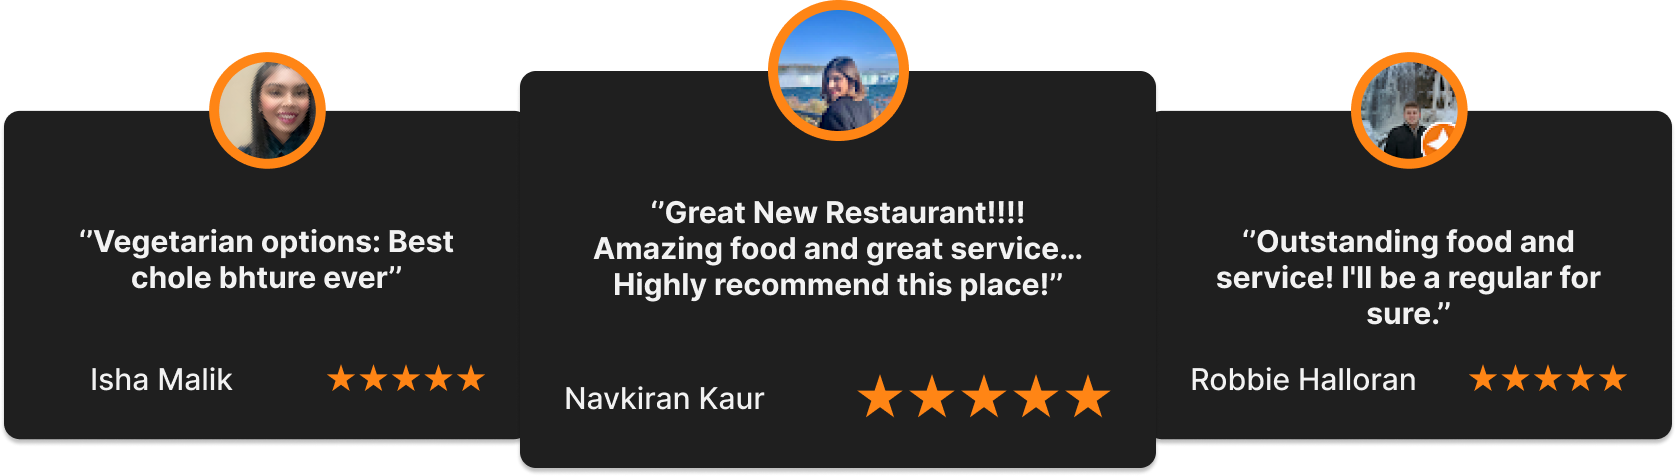 ‘’Vegetarian options: Best
chole bhture ever’’
Isha Malik
‘’Great New Restaurant!!!!
Amazing food and great service...
Highly recommend this place!’’
Navkiran Kaur
‘’Outstanding food and
service! I'll be a regular for
sure.’’
Robbie Halloran